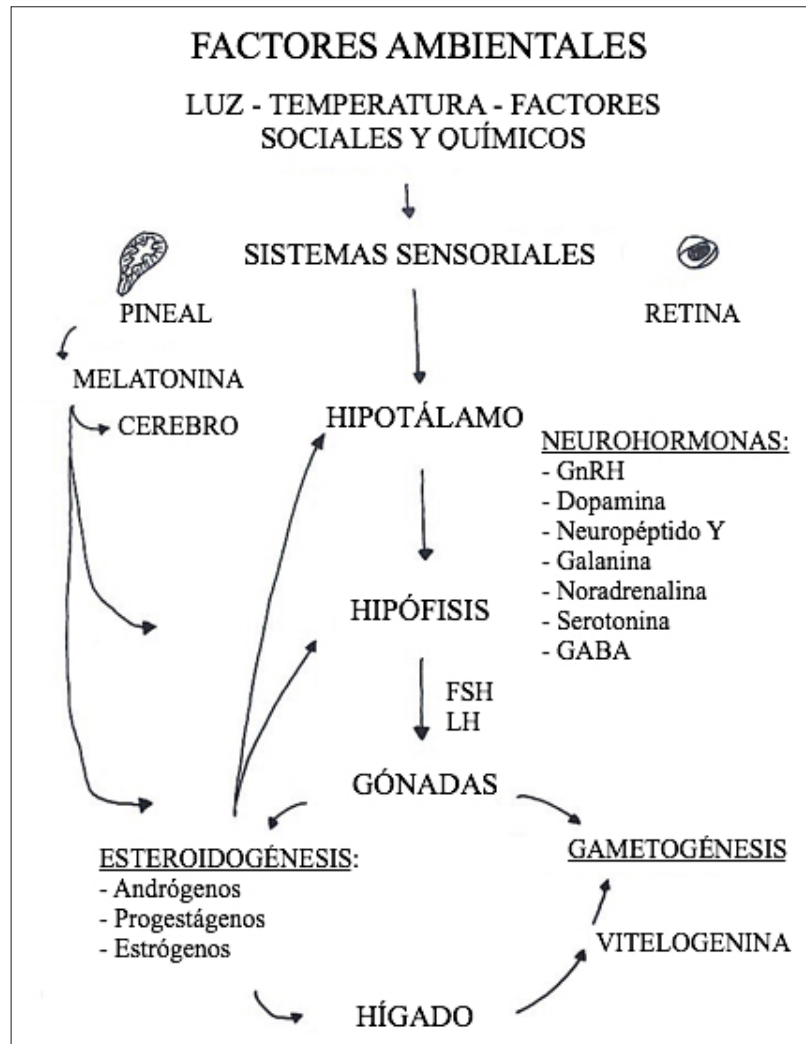 FACTORES AMBIENTALES
LUZ - TEMPERATURA - FACTORES
SOCIALES Y QUÍMICOS
SISTEMAS SENSORIALES
PINEAL
RETINA
MELATONINA
CEREBRO
HIPOTÁLAMO
NEUROHORMONAS:
- GnRH
- Dopamina
- Neuropéptido Y
- Galanina
- Noradrenalina
- Serotonina
- GABA
HIPÓFISIS
FSH
LH
GÓNADAS
ESTEROIDOGÉNESIS:
- Andrógenos
- Progestágenos
- Estrógenos
GAMETOGÉNESIS
VITELOGENINA
HÍGADO